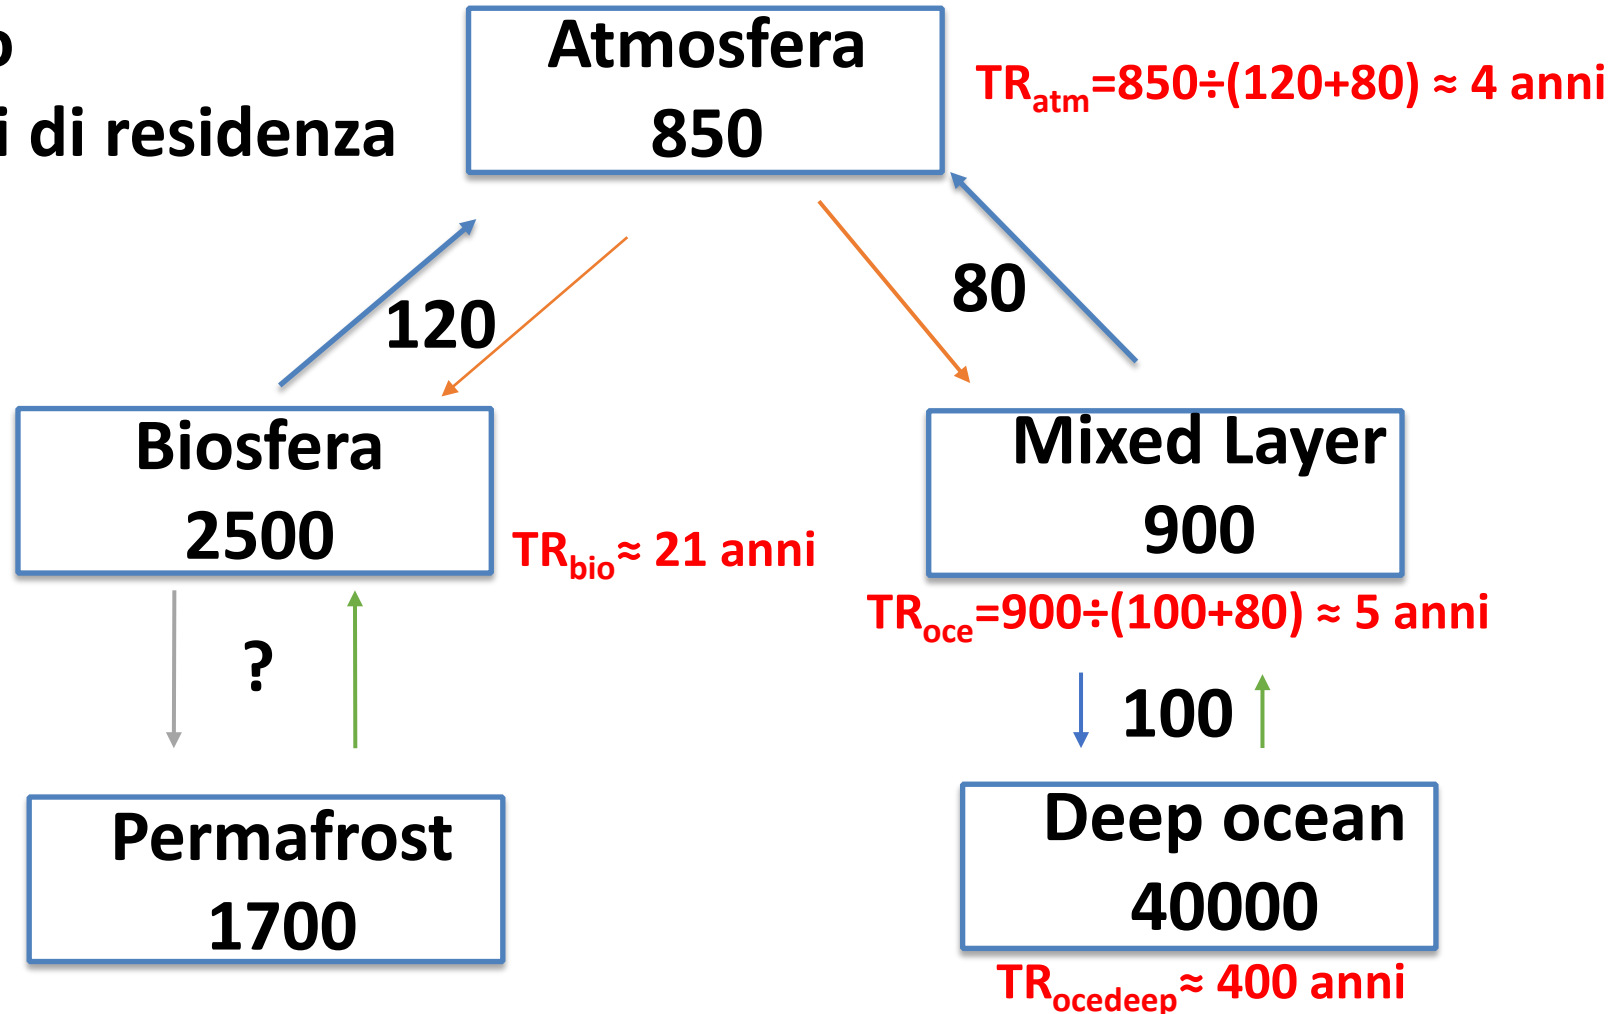 o
i di residenza
Atmosfera
850
TRatm=850÷(120+80) ≈ 4 anni
120
80
Biosfera
2500
TRbio≈ 21 anni
Mixed Layer
900
TRoce=900÷(100+80) ≈ 5 anni
?
100
Permafrost
1700
Deep ocean
40000
TRocedeep≈ 400 anni